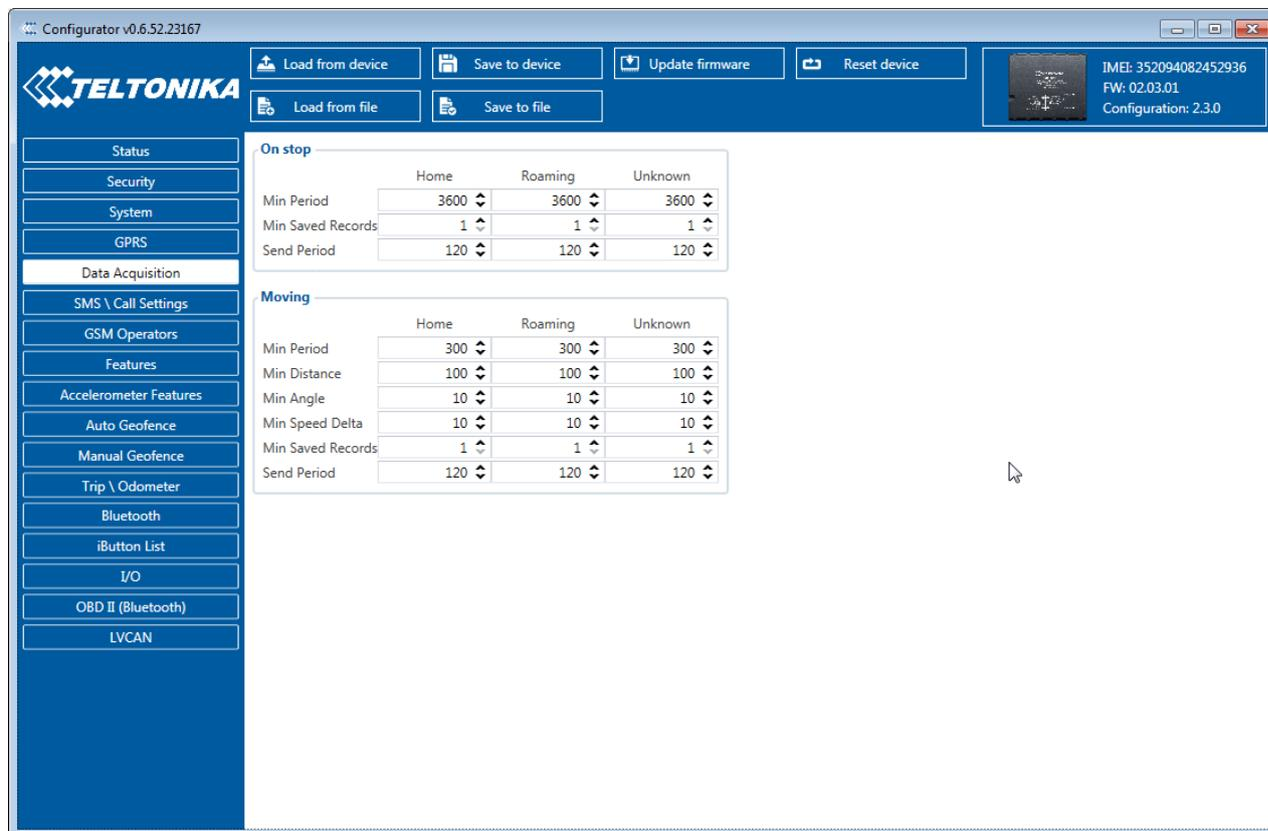 Configurator v0.6.52.23167
TELTONIKA
Load from device
Save to device
Update firmware
Reset device
Load from file
Save to file
IMEI: 352094082452936
FW: 02.03.01
Configuration: 2.3.0
Status
Security
System
GPRS
Data Acquisition
SMS \ Call Settings
GSM Operators
Features
Accelerometer Features
Auto Geofence
Manual Geofence
Trip \ Odometer
Bluetooth
iButton List
I/O
OBD II (Bluetooth)
LVCAN
On stop
Home Roaming Unknown
Min Period 3600 3600 3600
Min Saved Records 1 1 1
Send Period 120 120 120
Moving
Home Roaming Unknown
Min Period 300 300 300
Min Distance 100 100 100
Min Angle 10 10 10
Min Speed Delta 10 10 10
Min Saved Records 1 1 1
Send Period 120 120 120